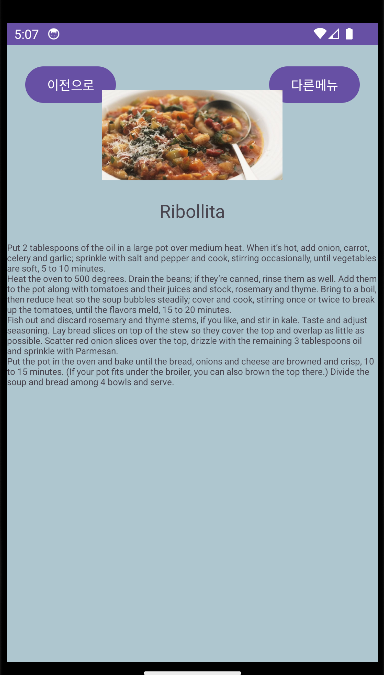 5:07
이전으로
다른메뉴
Ribollita
Put 2 tablespoons of the oil in a large pot over medium heat. When it's hot, add onion, carrot,
celery and garlic; sprinkle with salt and pepper and cook, stirring occasionally, until vegetables
are soft, 5 to 10 minutes.
Heat the oven to 500 degrees. Drain the beans; if they're canned, rinse them as well. Add them
to the pot along with tomatoes and their juices and stock, rosemary and thyme. Bring to a boil,
then reduce heat so the soup bubbles steadily; cover and cook, stirring once or twice to break
up the tomatoes, until the flavors meld, 15 to 20 minutes.
Fish out and discard rosemary and thyme stems, if you like, and stir in kale. Taste and adjust
seasoning. Lay bread slices on top of the stew so they cover the top and overlap as little as
possible. Scatter red onion slices over the top, drizzle with the remaining 3 tablespoons oil
and sprinkle with Parmesan.
Put the pot in the oven and bake until the bread, onions and cheese are browned and crisp, 10
to 15 minutes. (If your pot fits under the broiler, you can also brown the top there.) Divide the
soup and bread among 4 bowls and serve.